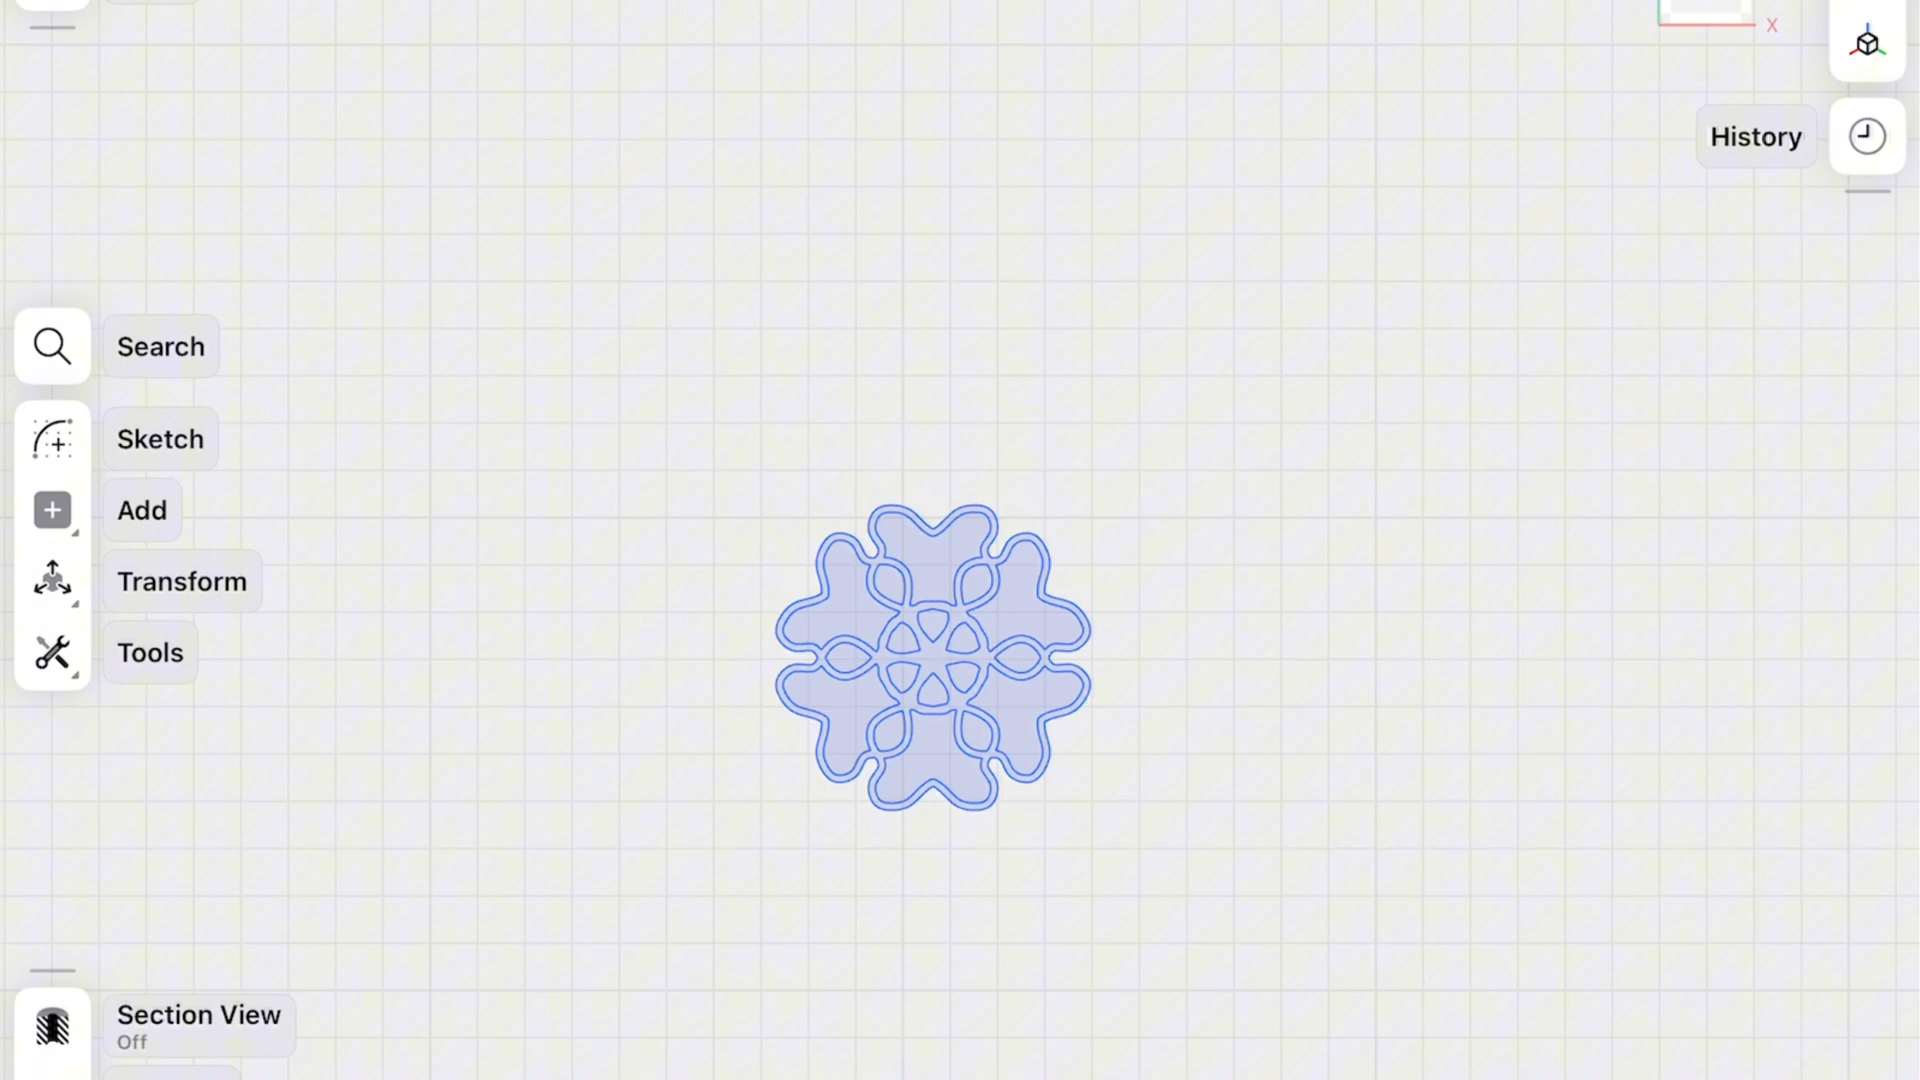 X
History
Search
Sketch
Add
Transform
Tools
Section View
Off